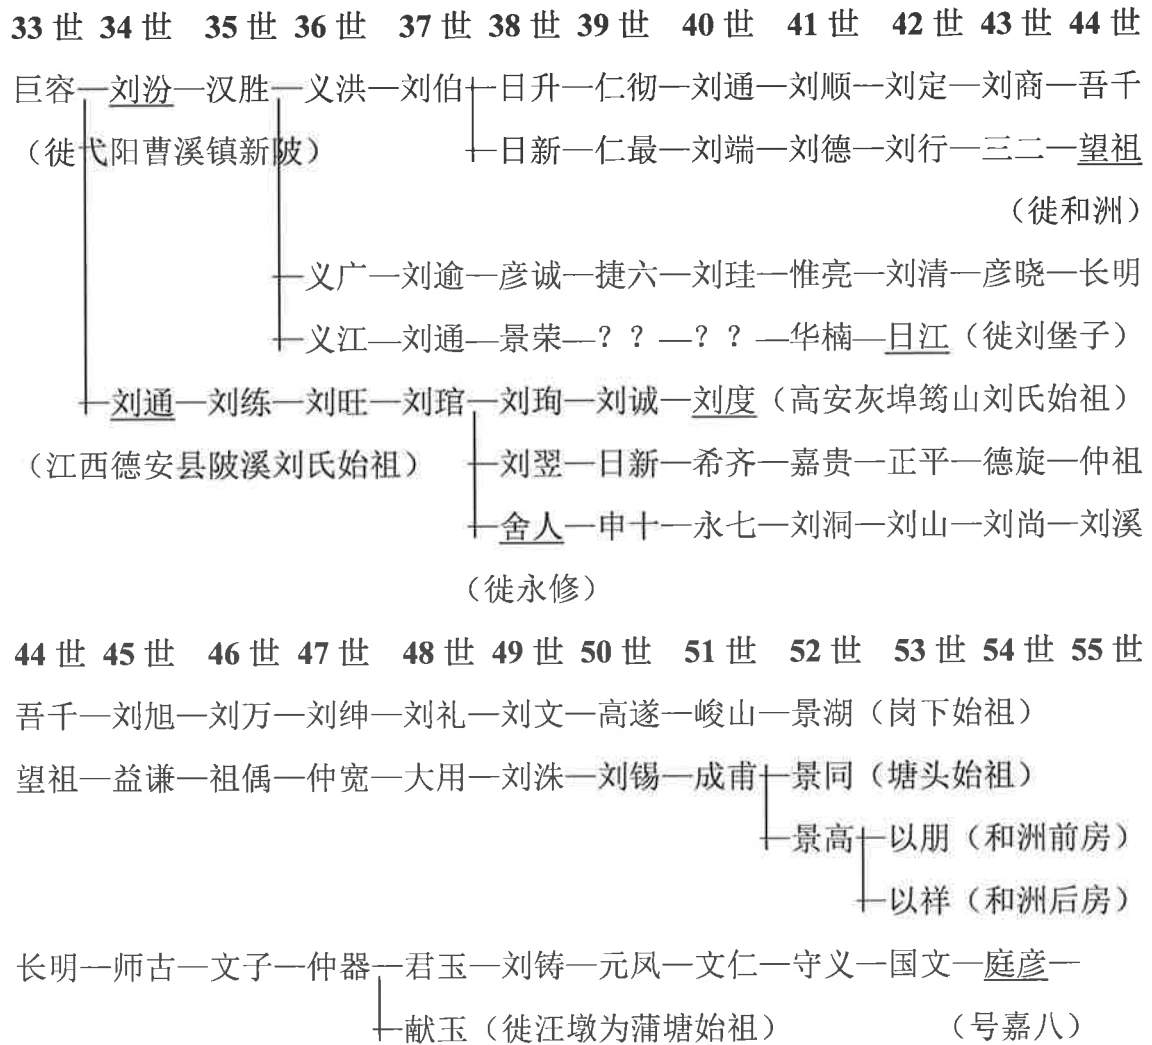 33世 34世 35世 36世 37世 38世 39世 40世 41世 42世 43世 44世
巨容—刘汾—汉胜—义洪—刘伯—日升—仁彻—刘通—刘顺—刘定—刘商—吾千
（徙弋阳曹溪镇新陂） —日新—仁最—刘端—刘德—刘行—三二—望祖
（徙和洲）
—义广—刘逾—彦诚—捷六—刘珪—惟亮—刘清—彦晓—长明
—义江—刘通—景荣—？？—？？—华楠—日江（徙刘堡子）
—刘通—刘练—刘旺—刘琯—刘珣—刘诚—刘度（高安灰埠筠山刘氏始祖）
（江西德安县陂溪刘氏始祖） —刘翌—日新—希齐—嘉贵—正平—德旋—仲祖
—舍人—申十—永七—刘洞—刘山—刘尚—刘溪
（徙永修）
44世 45世 46世 47世 48世 49世 50世 51世 52世 53世 54世 55世
吾千—刘旭—刘万—刘绅—刘礼—刘文—高遂—峻山—景湖（岗下始祖）
望祖—益谦—祖偊—仲宽—大用—刘洙—刘锡—成甫—景同（塘头始祖）
—景高—以朋（和洲前房）
—以祥（和洲后房）
长明—师古—文子—仲器—君玉—刘铸—元凤—文仁—守义—国文—庭彦—
—献玉（徙汪墩为蒲塘始祖） （号嘉八）